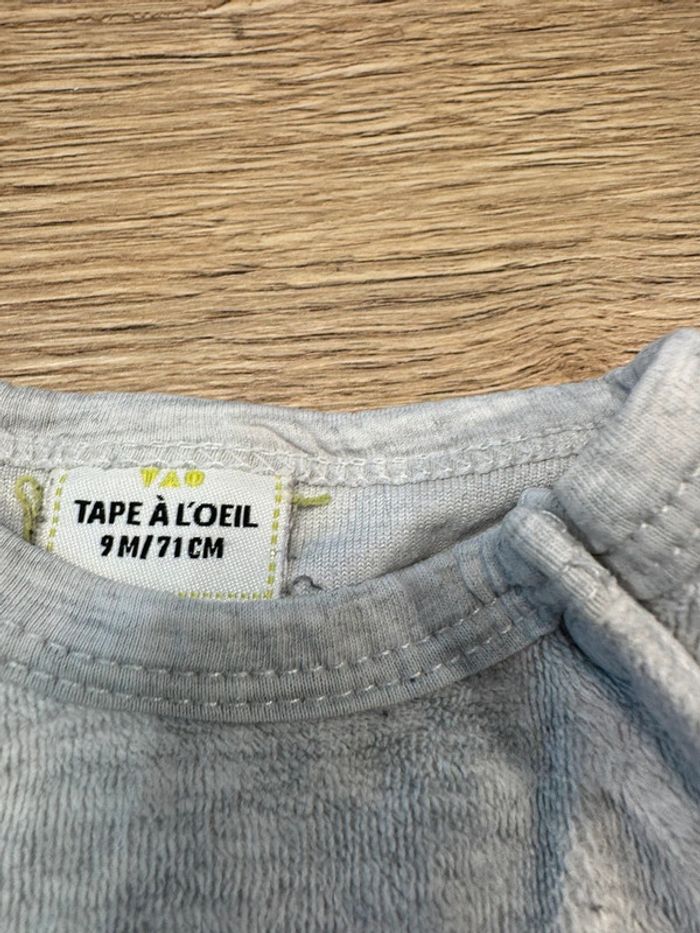 TAO
TAPE À L'OEIL
9 M/71 CM